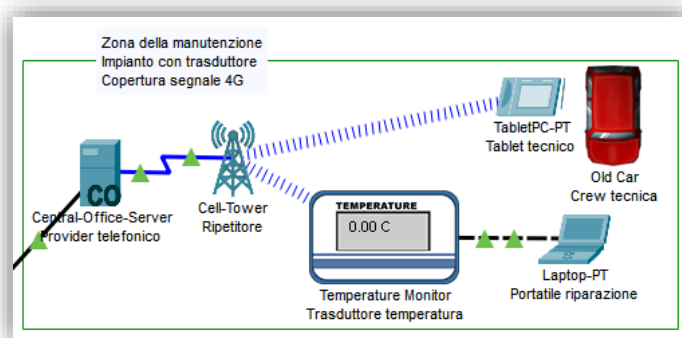 Zona della manutenzione
Impianto con trasduttore
Copertura segnale 4G
TabletPC-PT
Tablet tecnico
Old Car
Crew tecnica
CO
Central-Office-Server
Provider telefonico
Cell-Tower
Ripetitore
TEMPERATURE
0.00 C
Temperature Monitor
Trasduttore temperatura
Laptop-PT
Portatile riparazione